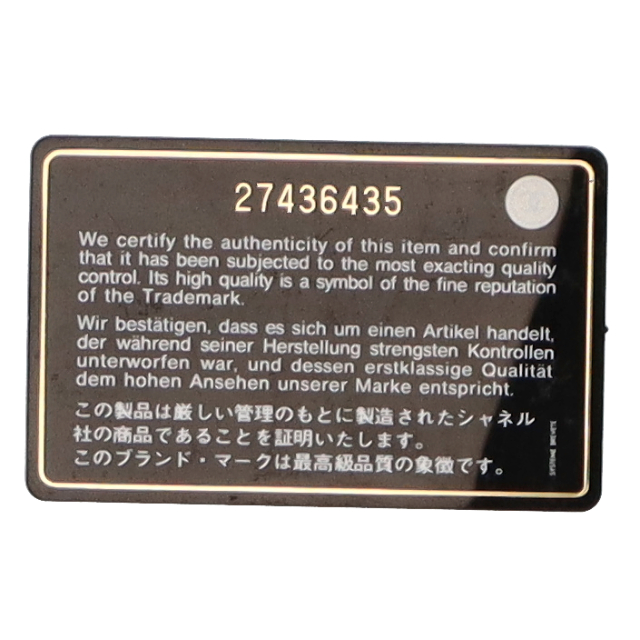 27436435
We certify the authenticity of this item and confirm
that it has been subjected to the most exacting quality
control. Its high quality is a symbol of the fine reputation
of the Trademark.
Wir bestätigen, dass es sich um einen Artikel handelt,
der während seiner Herstellung strengsten Kontrollen
unterworfen war, und dessen erstklassige Qualität
dem hohen Ansehen unserer Marke entspricht.
この製品は厳しい管理のもとに製造されたシャネル
社の商品であることを証明いたします。
このブランド・マークは最高級品質の象徴です。